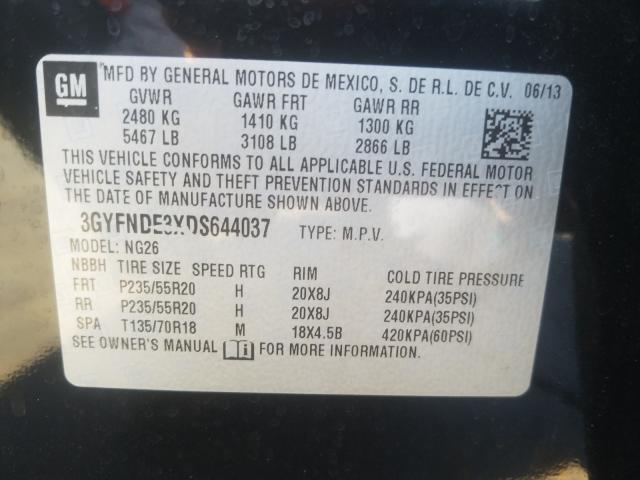 GM
MFD BY GENERAL MOTORS DE MEXICO, S. DE R.L. DE C.V. 06/13
GVWR GAWR FRT GAWR RR
2480 KG 1410 KG 1300 KG
5467 LB 3108 LB 2866 LB
THIS VEHICLE CONFORMS TO ALL APPLICABLE U.S. FEDERAL MOTOR
VEHICLE SAFETY AND THEFT PREVENTION STANDARDS IN EFFECT ON
THE DATE OF MANUFACTURE SHOWN ABOVE.
3GYFNDE3XDS644037 TYPE: M.P.V.
MODEL: NG26
NBBH TIRE SIZE SPEED RTG RIM COLD TIRE PRESSURE
FRT P235/55R20 H 20X8J 240KPA(35PSI)
RR P235/55R20 H 20X8J 240KPA(35PSI)
SPA T135/70R18 M 18X4.5B 420KPA(60PSI)
SEE OWNER'S MANUAL FOR MORE INFORMATION.